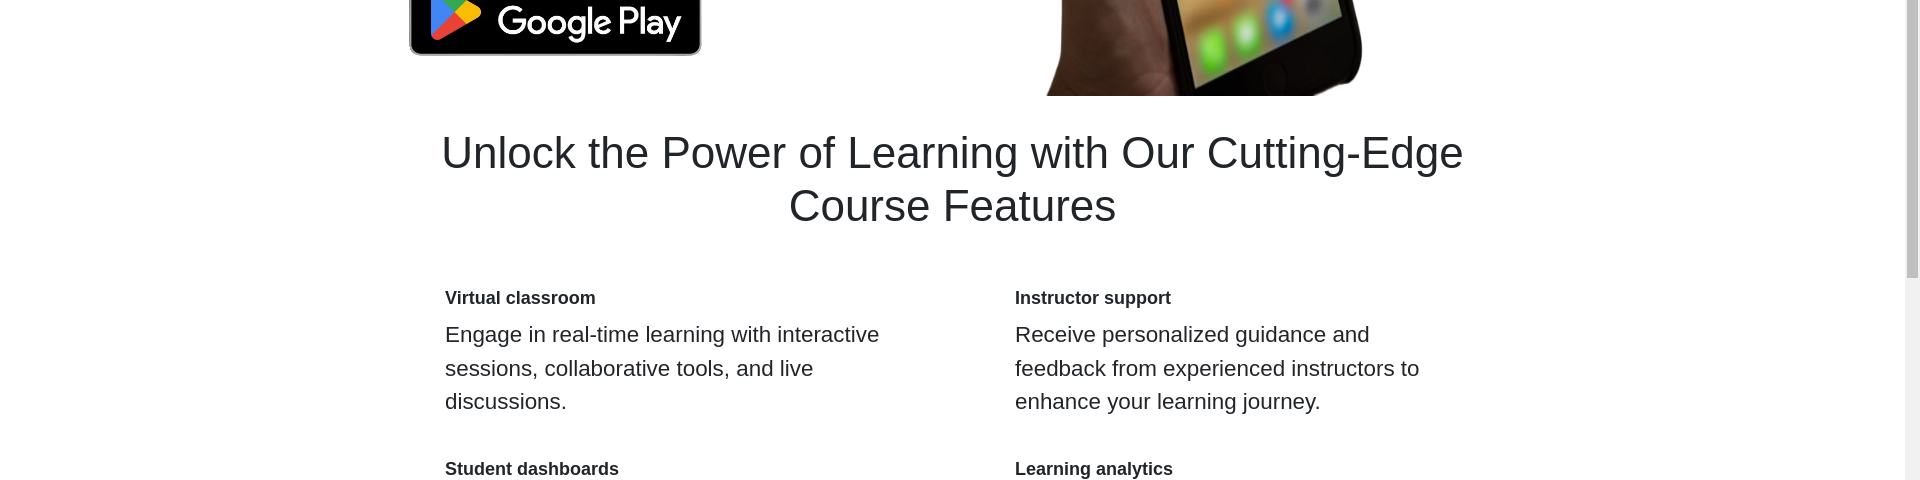 Google Play
Unlock the Power of Learning with Our Cutting-Edge
Course Features
Virtual classroom
Engage in real-time learning with interactive
sessions, collaborative tools, and live
discussions.
Instructor support
Receive personalized guidance and
feedback from experienced instructors to
enhance your learning journey.
Student dashboards
Learning analytics